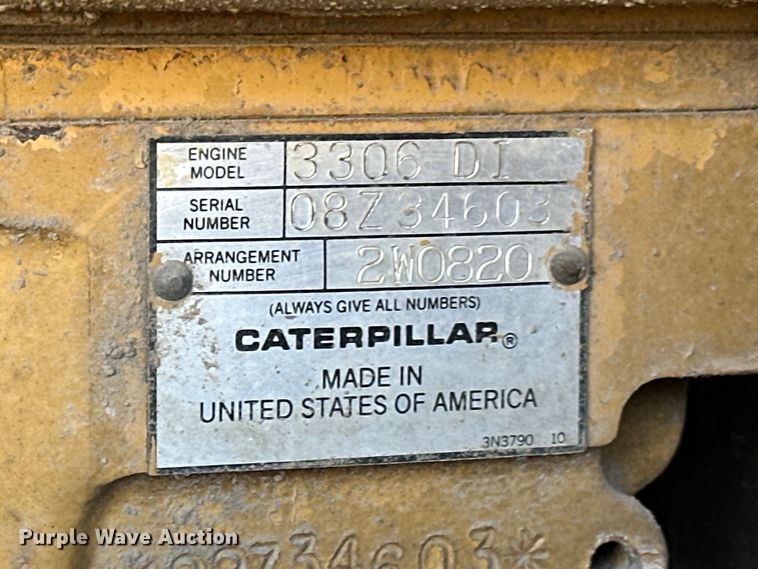 ENGINE MODEL 3306 DI
SERIAL NUMBER 08Z34603
ARRANGEMENT NUMBER 2W0820
(ALWAYS GIVE ALL NUMBERS)
CATERPILLAR®
MADE IN
UNITED STATES OF AMERICA
3N3790 10
08Z34603*
Purple Wave Auction